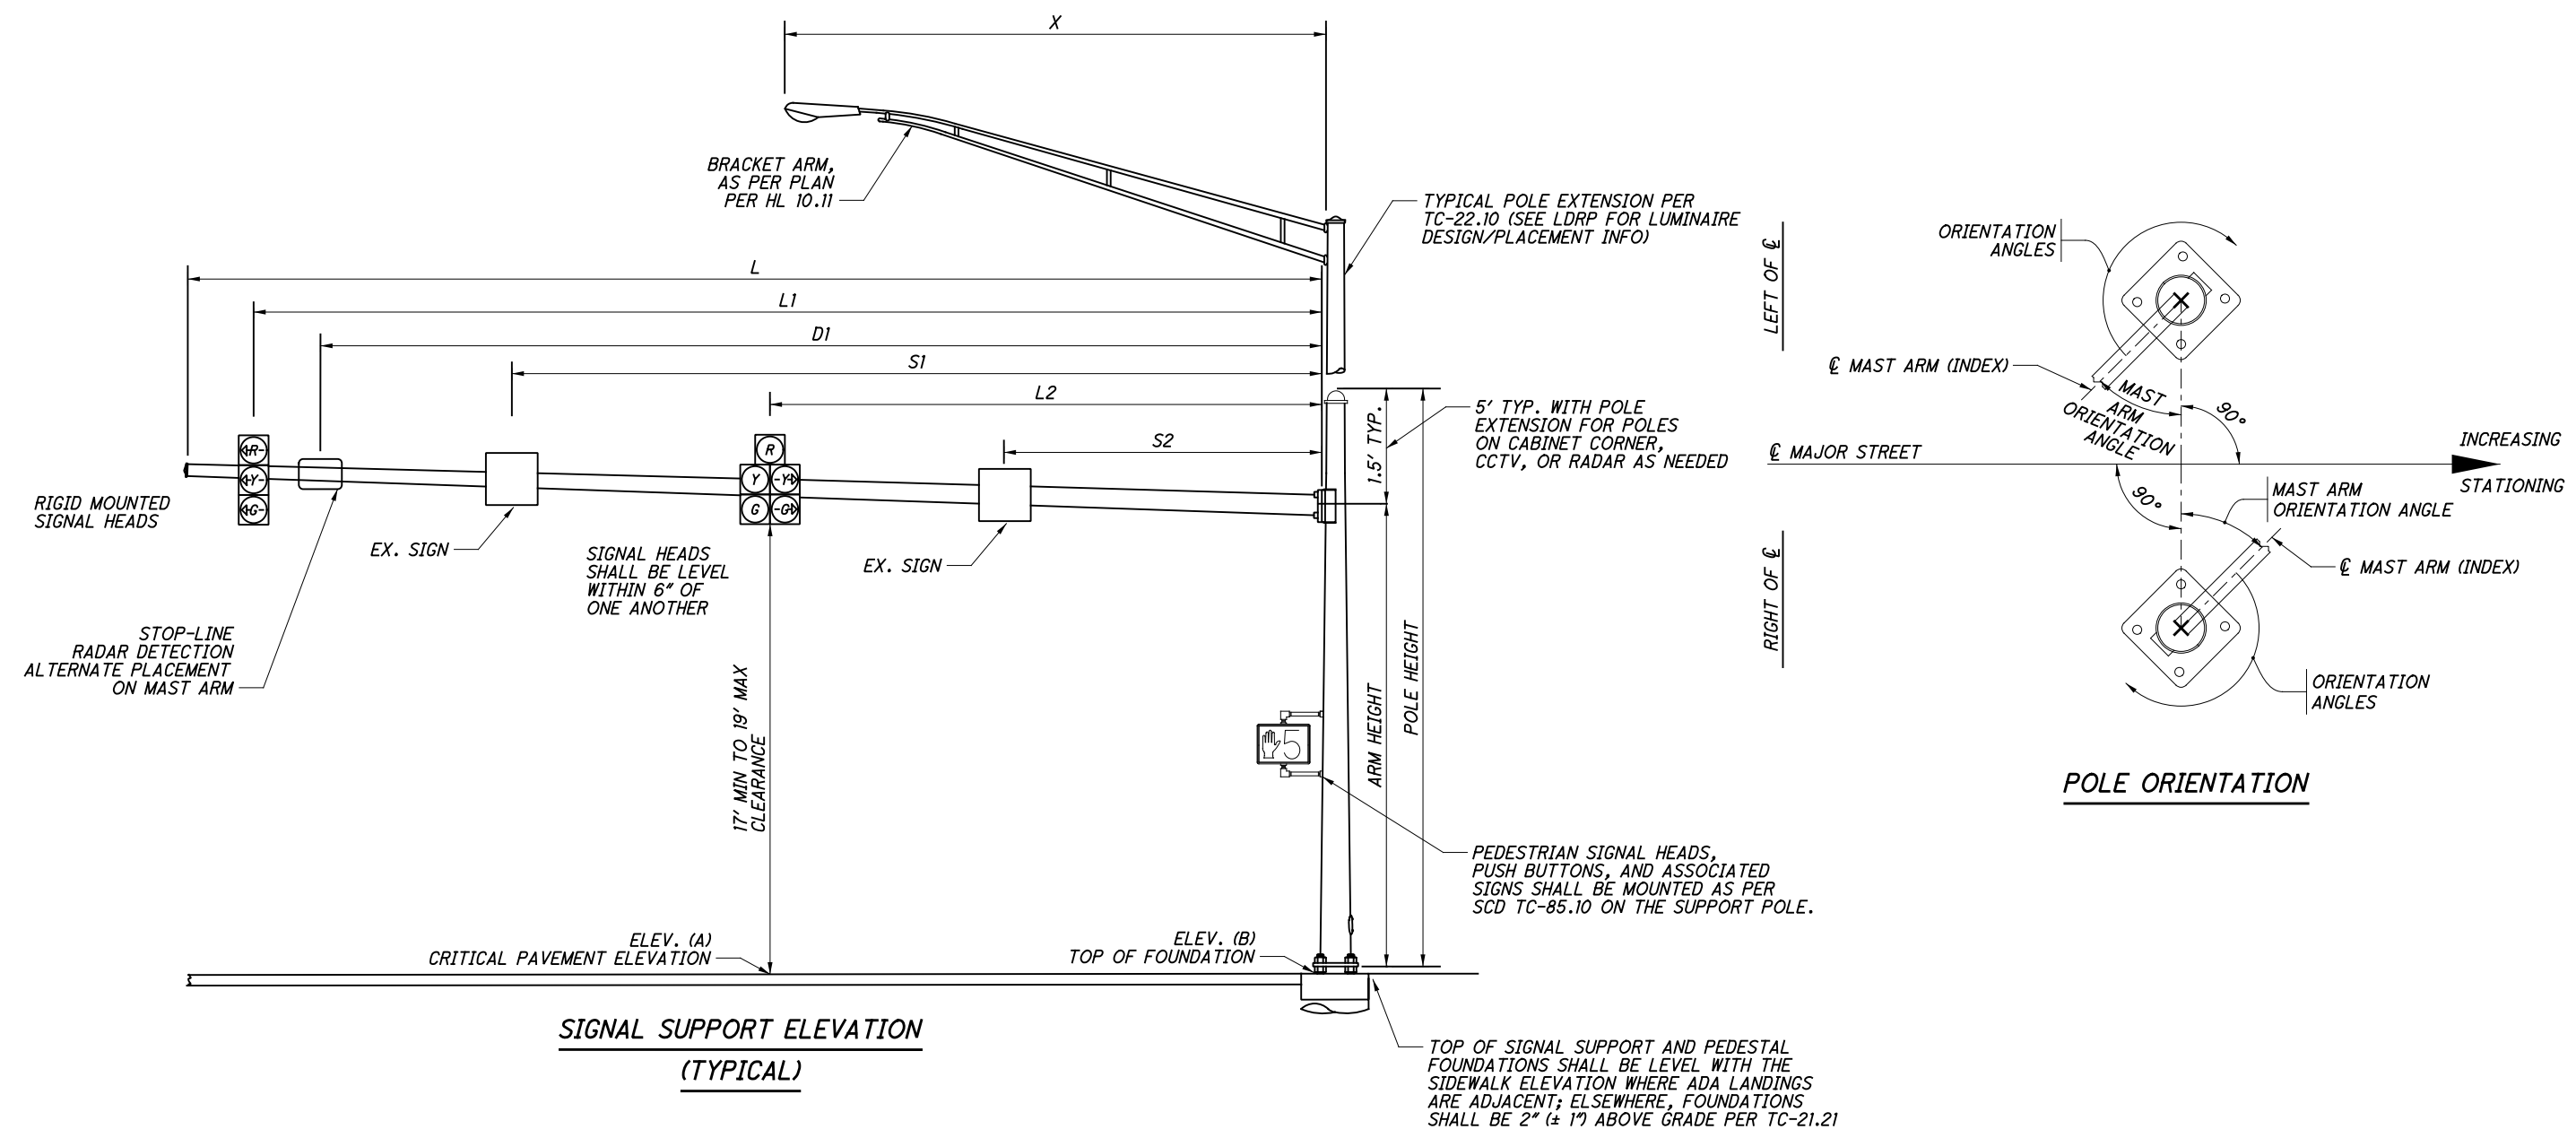 X
BRACKET ARM,
AS PER PLAN
PER HL 10.11
TYPICAL POLE EXTENSION PER
TC-22.10 (SEE LDRP FOR LUMINAIRE
DESIGN/PLACEMENT INFO)
L
L1
D1
S1
L2
S2
R
Y
G
R
Y
Y
G
G
RIGID MOUNTED
SIGNAL HEADS
EX. SIGN
SIGNAL HEADS
SHALL BE LEVEL
WITHIN 6" OF
ONE ANOTHER
EX. SIGN
STOP-LINE
RADAR DETECTION
ALTERNATE PLACEMENT
ON MAST ARM
17' MIN TO 19' MAX
CLEARANCE
1.5' TYP.
5' TYP. WITH POLE
EXTENSION FOR POLES
ON CABINET CORNER,
CCTV, OR RADAR AS NEEDED
ARM HEIGHT
POLE HEIGHT
5
PEDESTRIAN SIGNAL HEADS,
PUSH BUTTONS, AND ASSOCIATED
SIGNS SHALL BE MOUNTED AS PER
SCD TC-85.10 ON THE SUPPORT POLE.
ELEV. (A)
CRITICAL PAVEMENT ELEVATION
ELEV. (B)
TOP OF FOUNDATION
SIGNAL SUPPORT ELEVATION
(TYPICAL)
TOP OF SIGNAL SUPPORT AND PEDESTAL
FOUNDATIONS SHALL BE LEVEL WITH THE
SIDEWALK ELEVATION WHERE ADA LANDINGS
ARE ADJACENT; ELSEWHERE, FOUNDATIONS
SHALL BE 2" (± 1") ABOVE GRADE PER TC-21.21
LEFT OF ℄
ORIENTATION
ANGLES
℄ MAST ARM (INDEX)
MAST
ARM
ORIENTATION
ANGLE
90°
℄ MAJOR STREET
INCREASING
STATIONING
90°
MAST ARM
ORIENTATION ANGLE
℄ MAST ARM (INDEX)
RIGHT OF ℄
ORIENTATION
ANGLES
POLE ORIENTATION